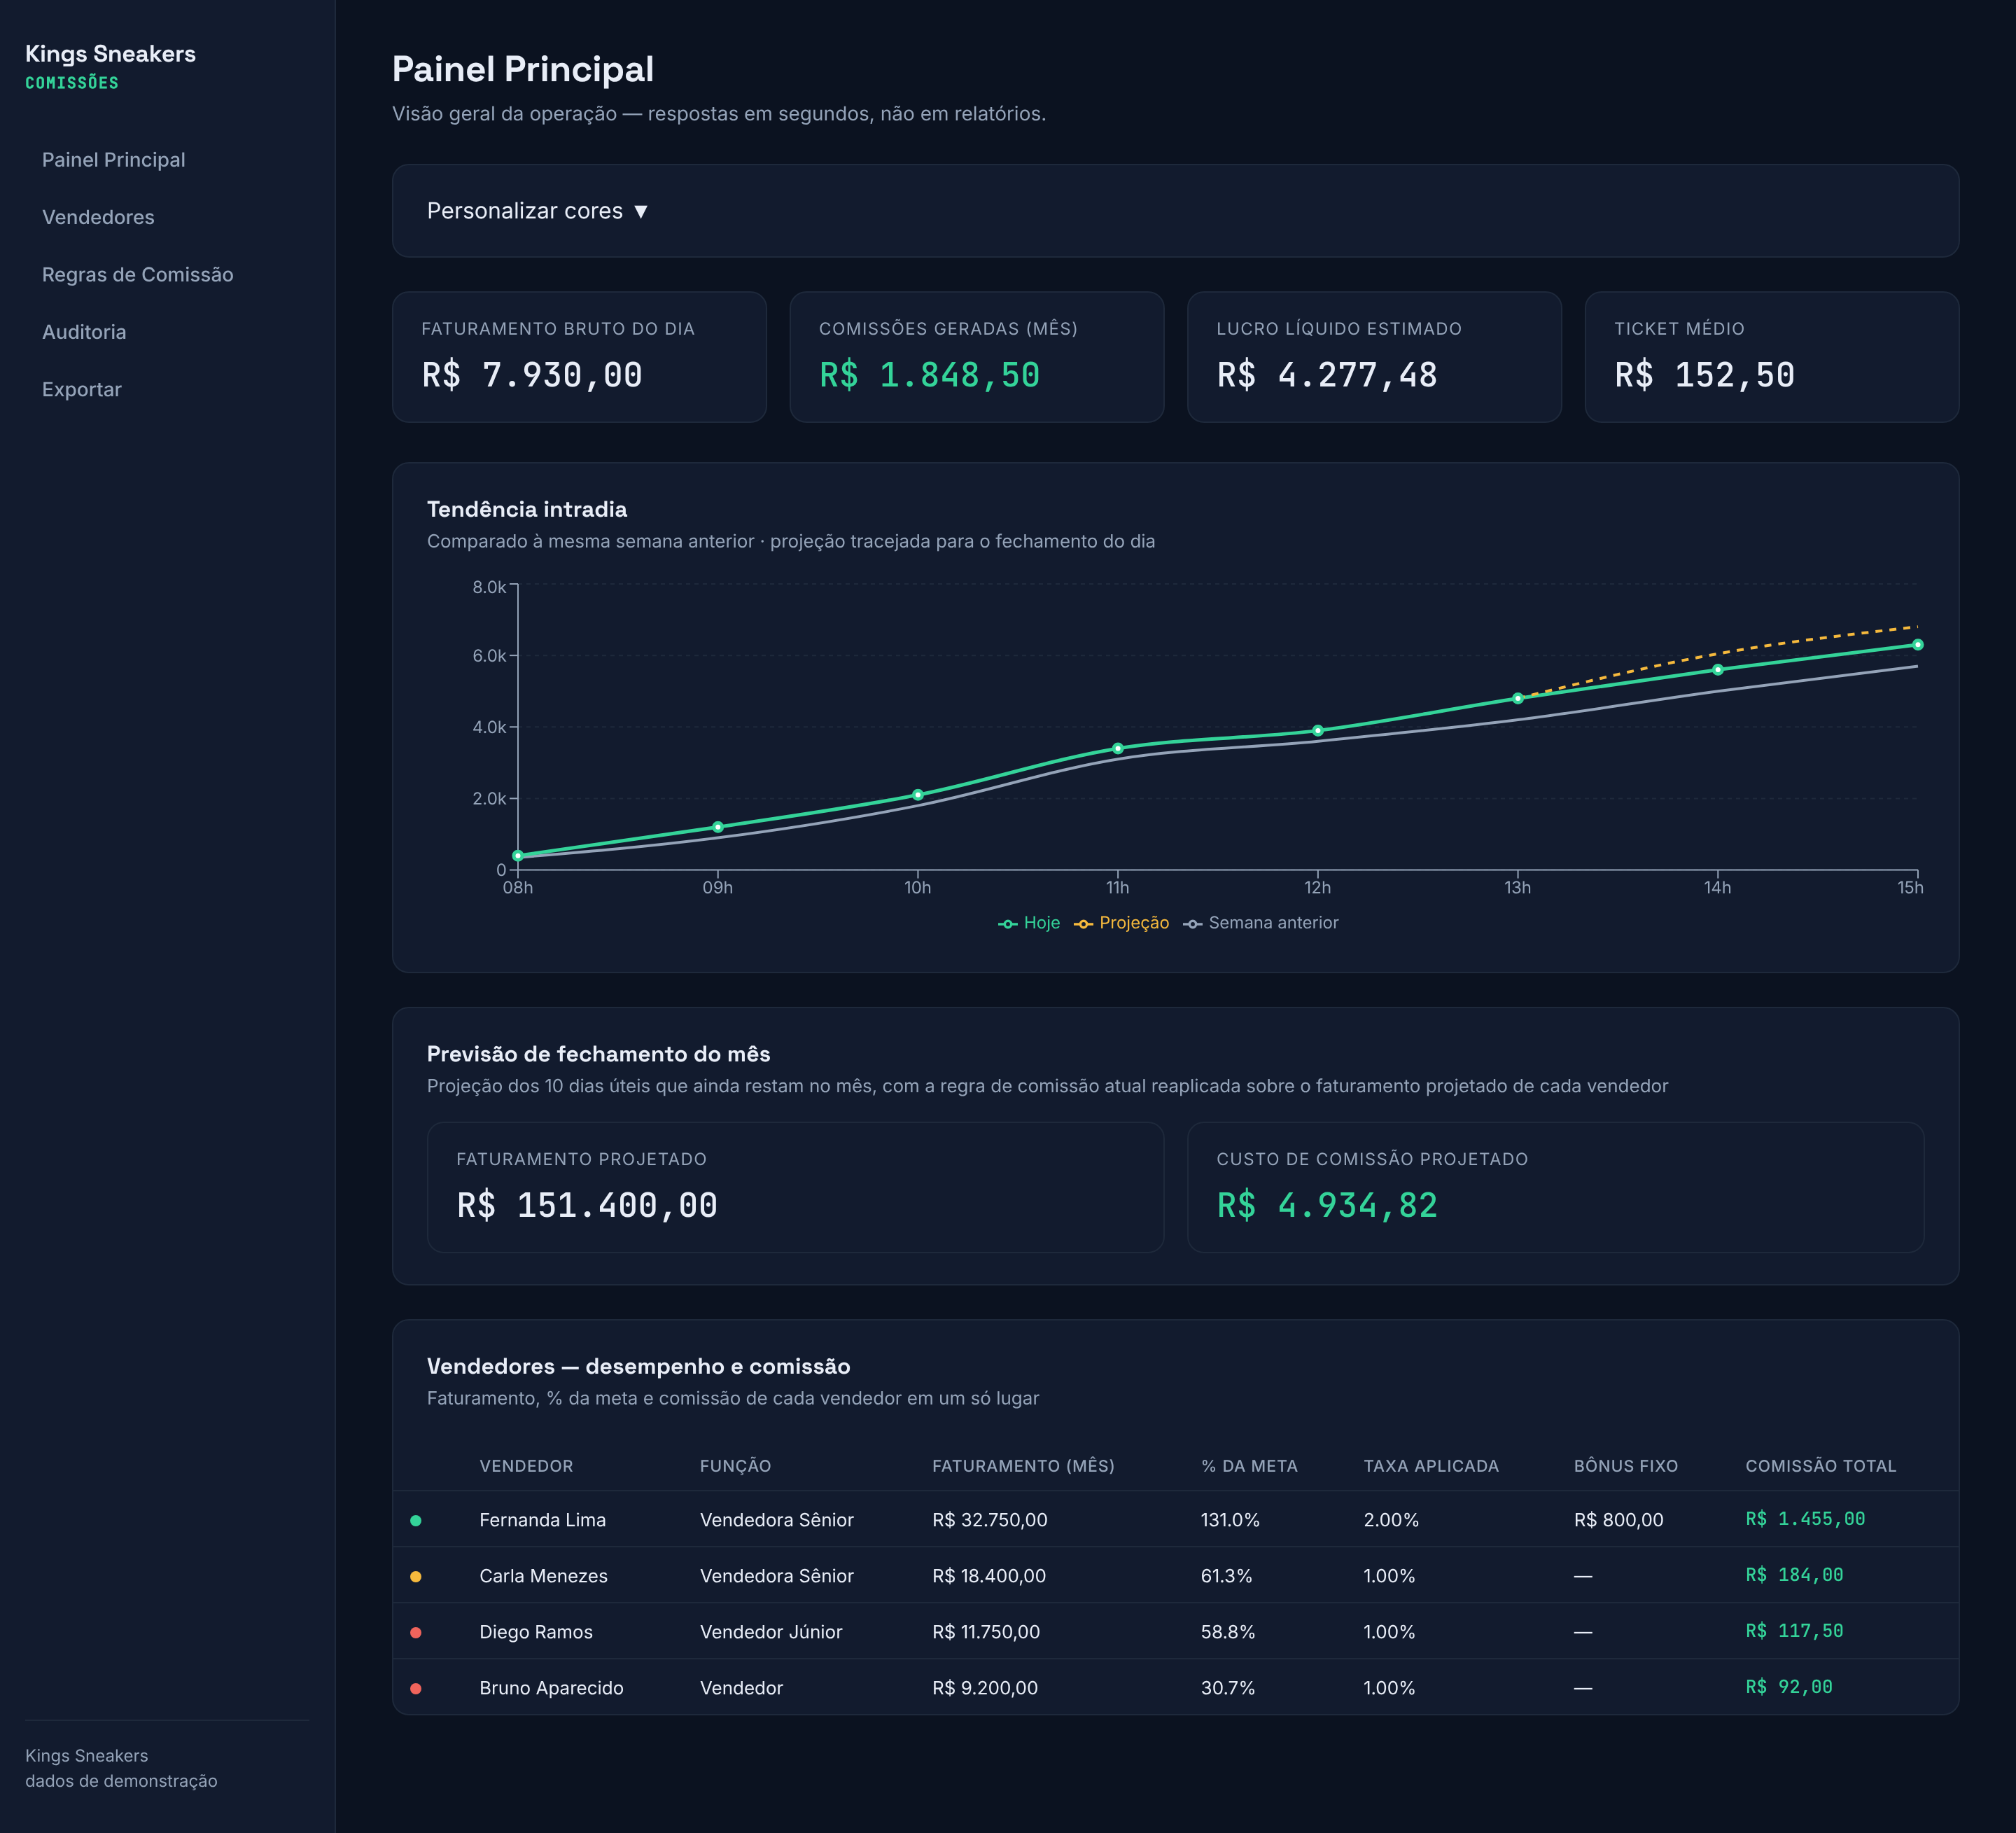 Kings Sneakers
COMISSÕES
Painel Principal
Vendedores
Regras de Comissão
Auditoria
Exportar
Kings Sneakers
dados de demonstração
Painel Principal
Visão geral da operação — respostas em segundos, não em relatórios.
Personalizar cores ▼
FATURAMENTO BRUTO DO DIA
R$ 7.930,00
COMISSÕES GERADAS (MÊS)
R$ 1.848,50
LUCRO LÍQUIDO ESTIMADO
R$ 4.277,48
TICKET MÉDIO
R$ 152,50
Tendência intradia
Comparado à mesma semana anterior · projeção tracejada para o fechamento do dia
8.0k
6.0k
4.0k
2.0k
0
08h 09h 10h 11h 12h 13h 14h 15h
Hoje Projeção Semana anterior
Previsão de fechamento do mês
Projeção dos 10 dias úteis que ainda restam no mês, com a regra de comissão atual reaplicada sobre o faturamento projetado de cada vendedor
FATURAMENTO PROJETADO
R$ 151.400,00
CUSTO DE COMISSÃO PROJETADO
R$ 4.934,82
Vendedores — desempenho e comissão
Faturamento, % da meta e comissão de cada vendedor em um só lugar
VENDEDOR FUNÇÃO FATURAMENTO (MÊS) % DA META TAXA APLICADA BÔNUS FIXO COMISSÃO TOTAL
Fernanda Lima Vendedora Sênior R$ 32.750,00 131.0% 2.00% R$ 800,00 R$ 1.455,00
Carla Menezes Vendedora Sênior R$ 18.400,00 61.3% 1.00% — R$ 184,00
Diego Ramos Vendedor Júnior R$ 11.750,00 58.8% 1.00% — R$ 117,50
Bruno Aparecido Vendedor R$ 9.200,00 30.7% 1.00% — R$ 92,00